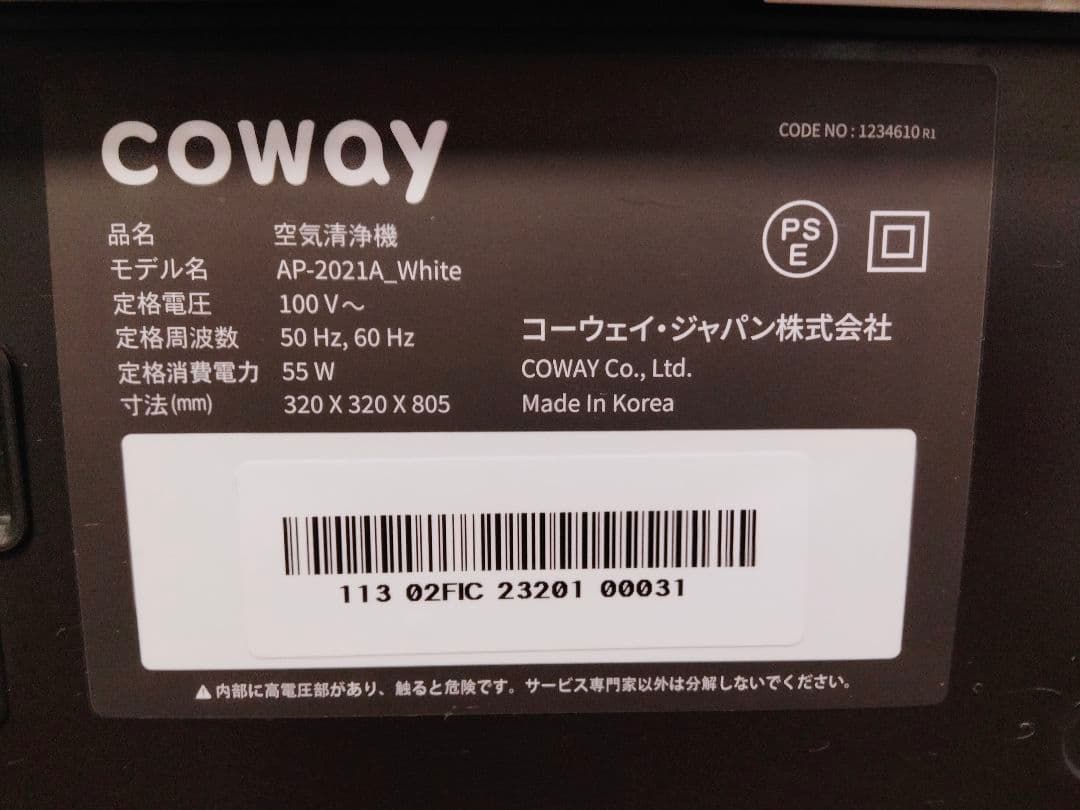 coway
CODE NO : 1234610 R1
PS
E
品名 空気清浄機
モデル名 AP-2021A_White
定格電圧 100 V～
定格周波数 50 Hz, 60 Hz
定格消費電力 55 W
寸法(mm) 320 X 320 X 805
コーウェイ・ジャパン株式会社
COWAY Co., Ltd.
Made In Korea
113 02FIC 23201 00031
⚠内部に高電圧部があり、触ると危険です。サービス専門家以外は分解しないでください。